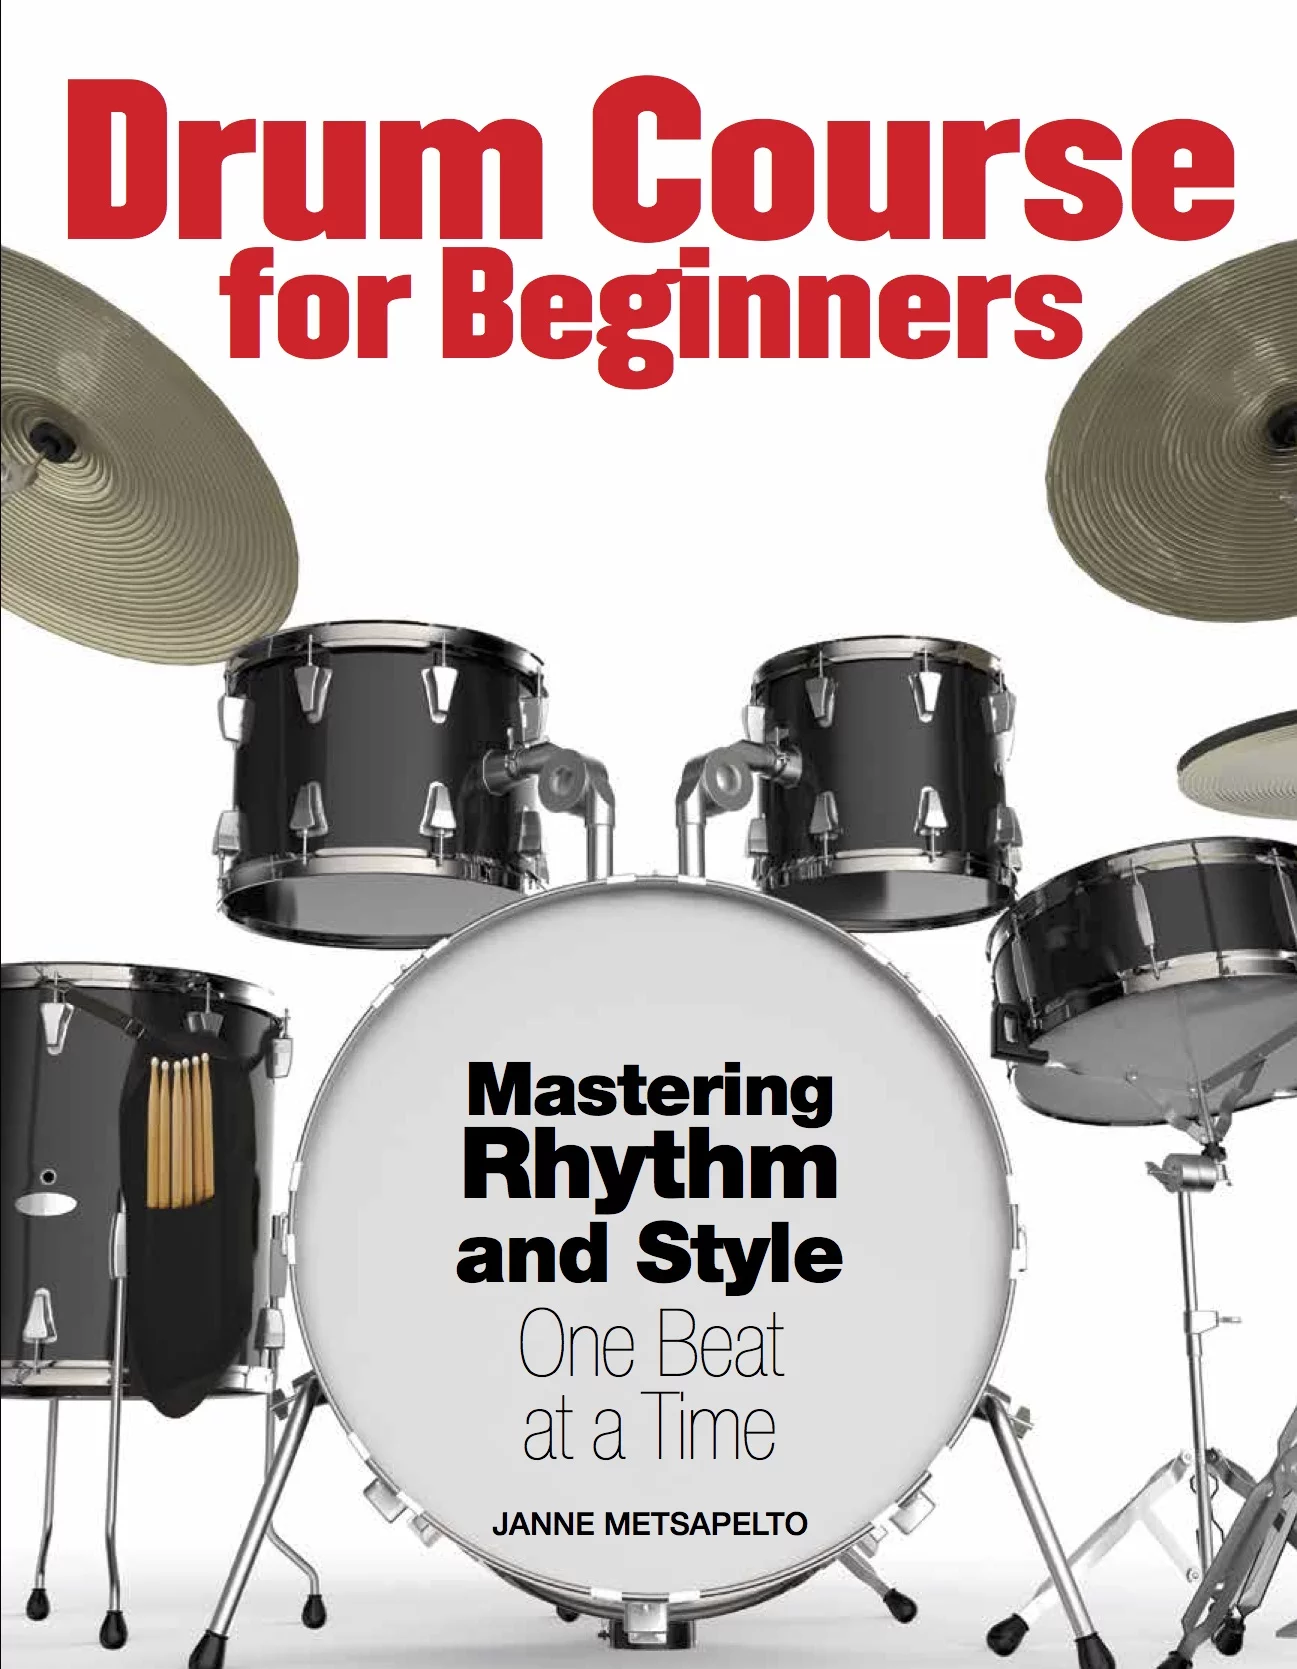 Drum Course
for Beginners
Mastering
Rhythm
and Style
One Beat
at a Time
JANNE METSAPELTO